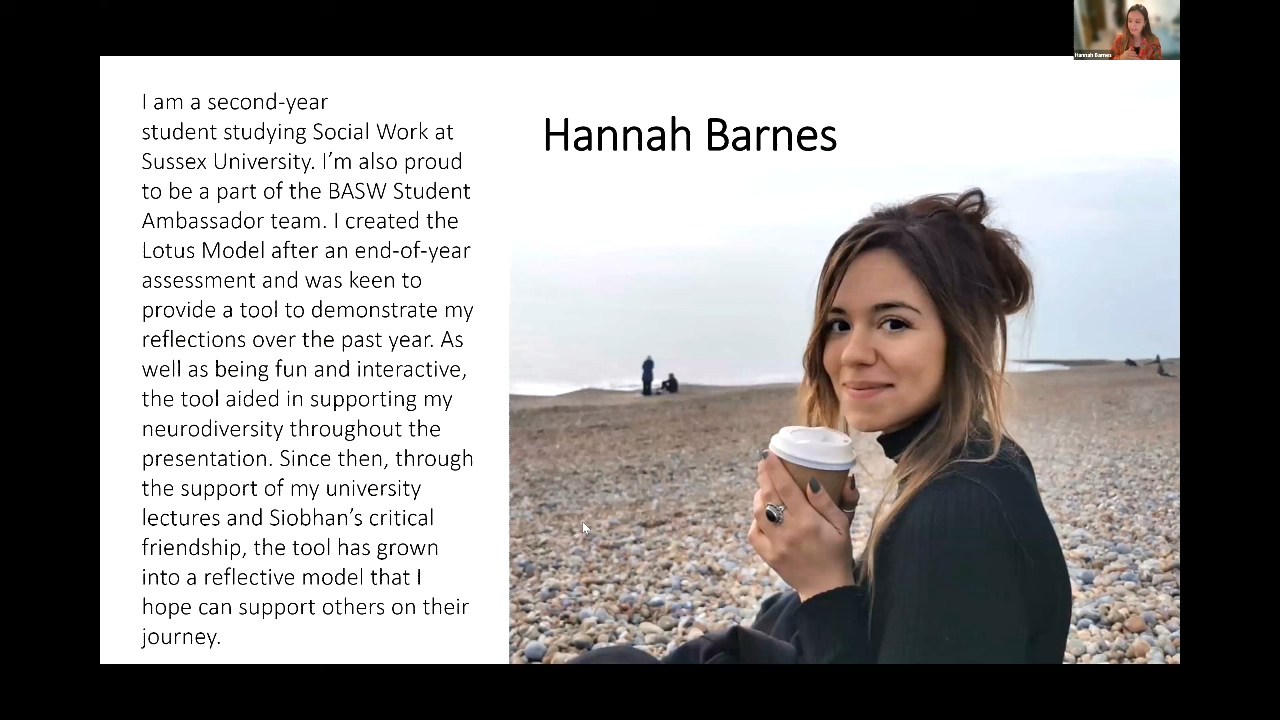 Hannah Barnes
I am a second-year
student studying Social Work at
Sussex University. I’m also proud
to be a part of the BASW Student
Ambassador team. I created the
Lotus Model after an end-of-year
assessment and was keen to
provide a tool to demonstrate my
reflections over the past year. As
well as being fun and interactive,
the tool aided in supporting my
neurodiversity throughout the
presentation. Since then, through
the support of my university
lectures and Siobhan’s critical
friendship, the tool has grown
into a reflective model that I
hope can support others on their
journey.
Hannah Barnes